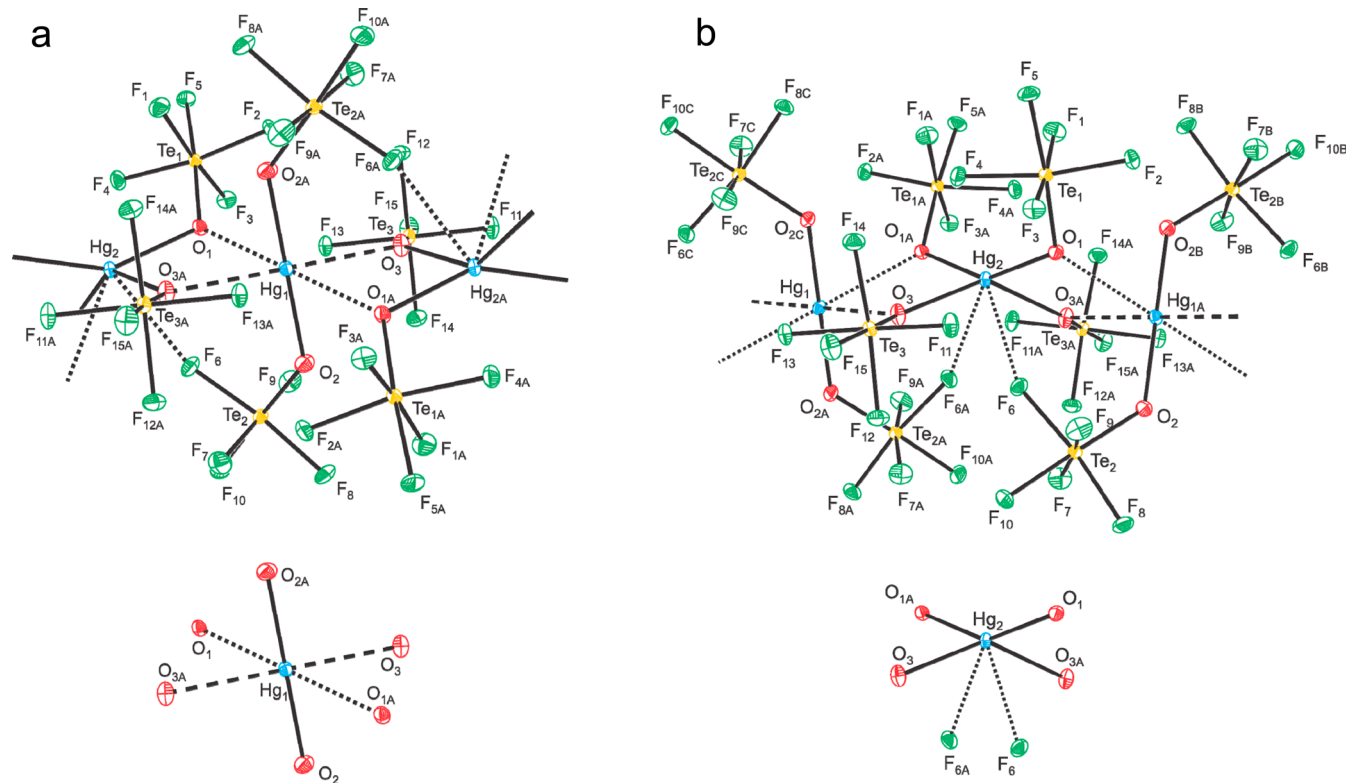 a
b
F10A
F8A
F7A
F5
F1
F2
Te2A
F12
Te1
F9A
F6A
F4
O2A
F15
F14A
F3
F13
Te3
F11
O1
O3
Hg2
O3A
Hg1
O1A
Hg2A
Te3A
F13A
F11A
F15A
F3A
F14
F6
O2
F9
F4A
F12A
Te2
Te1A
F2A
F7
F1A
F10
F8
F5A
O2A
O1
O3
O3A
Hg1
O1A
O2
F5
F8C
F10C
F1A
F5A
F1
F8B
F7B
F7C
F10B
F2A
F4
Te2C
Te1A
Te1
F2
Te2B
F4A
F9C
F3A
F3
F9B
O2C
F6C
F14
O1A
O1
F14A
O2B
F6B
Hg2
Hg1
O3
O3A
Hg1A
F13
Te3
F11
F11A
Te3A
F13A
F15
F15A
F9A
O2A
F6A
F6
F12A
O2
F12
Te2A
F9
Te2
F10A
F8A
F7A
F10
F7
F8
O1A
O1
Hg2
O3
O3A
F6A
F6